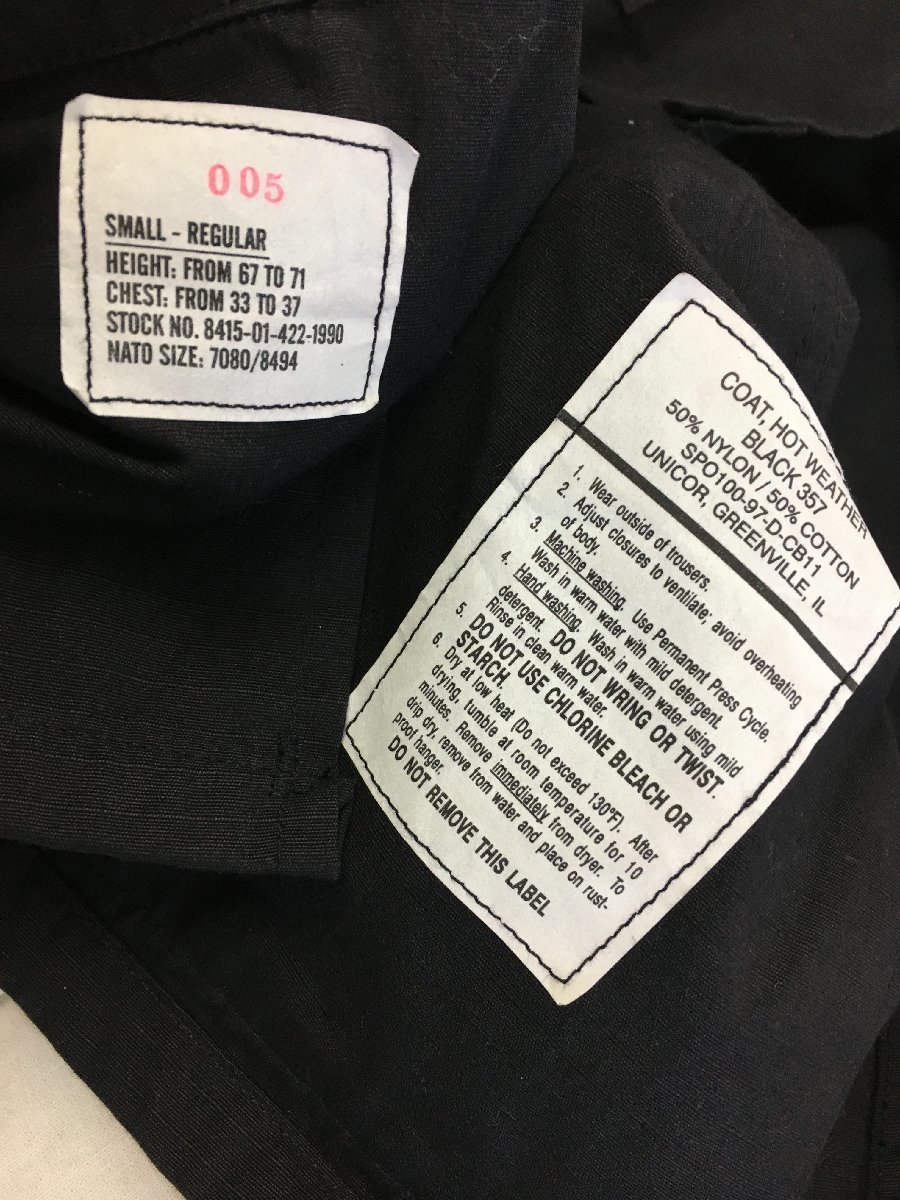 005
SMALL - REGULAR
HEIGHT: FROM 67 TO 71
CHEST: FROM 33 TO 37
STOCK NO. 8415-01-422-1990
NATO SIZE: 7080/8494
COAT, HOT WEATHER
BLACK 357
50% NYLON / 50% COTTON
SPO100-97-D-CB11
UNICOR, GREENVILLE, IL
1. Wear outside of trousers.
2. Adjust closures to ventilate; avoid overheating
of body.
3. Machine washing. Use Permanent Press Cycle.
Wash in warm water with mild detergent.
4. Hand washing. Wash in warm water using mild
detergent. DO NOT WRING OR TWIST.
Rinse in clean warm water.
5. DO NOT USE CHLORINE BLEACH OR
STARCH.
6. Dry at low heat (Do not exceed 130°F). After
drying, tumble at room temperature for 10
minutes. Remove immediately from dryer. To
drip dry, remove from water and place on rust-
proof hanger.
DO NOT REMOVE THIS LABEL